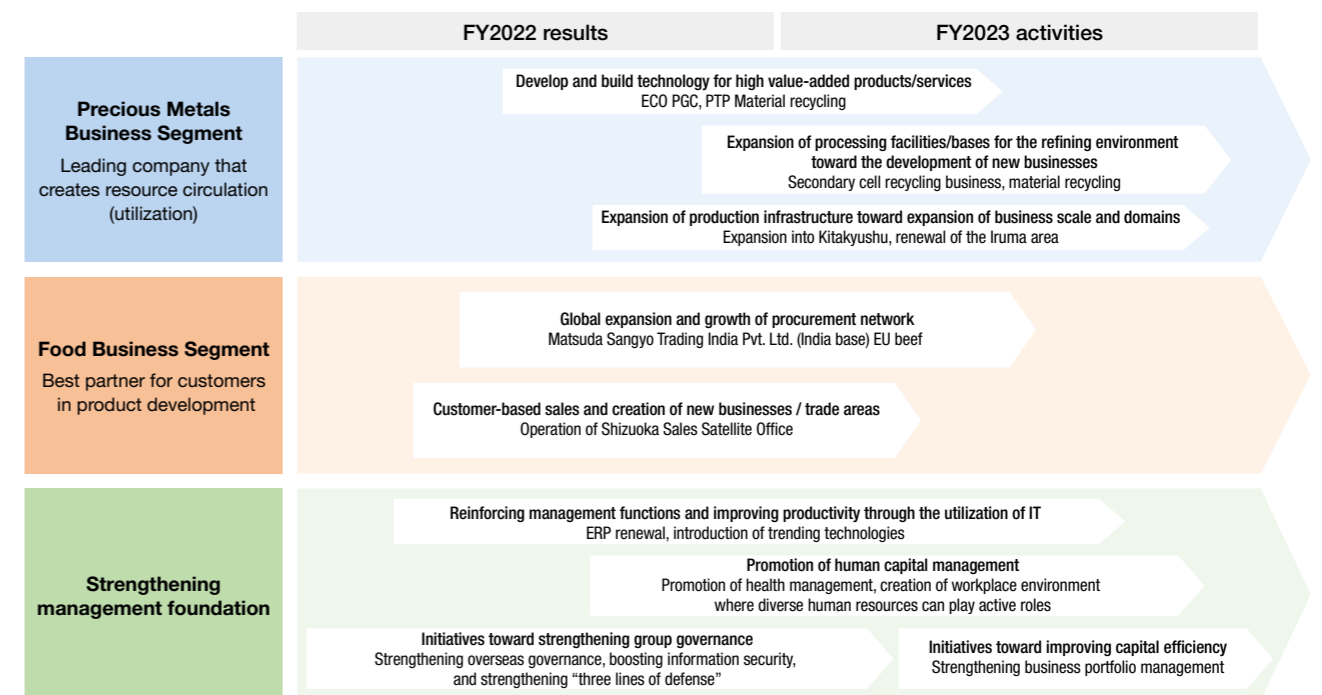 FY2022 results
FY2023 activities
Precious Metals
Business Segment
Leading company that
creates resource circulation
(utilization)
Develop and build technology for high value-added products/services
ECO PGC, PTP Material recycling
Expansion of processing facilities/bases for the refining environment
toward the development of new businesses
Secondary cell recycling business, material recycling
Expansion of production infrastructure toward expansion of business scale and domains
Expansion into Kitakyushu, renewal of the Iruma area
Food Business Segment
Best partner for customers
in product development
Global expansion and growth of procurement network
Matsuda Sangyo Trading India Pvt. Ltd. (India base) EU beef
Customer-based sales and creation of new businesses / trade areas
Operation of Shizuoka Sales Satellite Office
Strengthening
management foundation
Reinforcing management functions and improving productivity through the utilization of IT
ERP renewal, introduction of trending technologies
Promotion of human capital management
Promotion of health management, creation of workplace environment
where diverse human resources can play active roles
Initiatives toward strengthening group governance
Strengthening overseas governance, boosting information security,
and strengthening “three lines of defense”
Initiatives toward improving capital efficiency
Strengthening business portfolio management